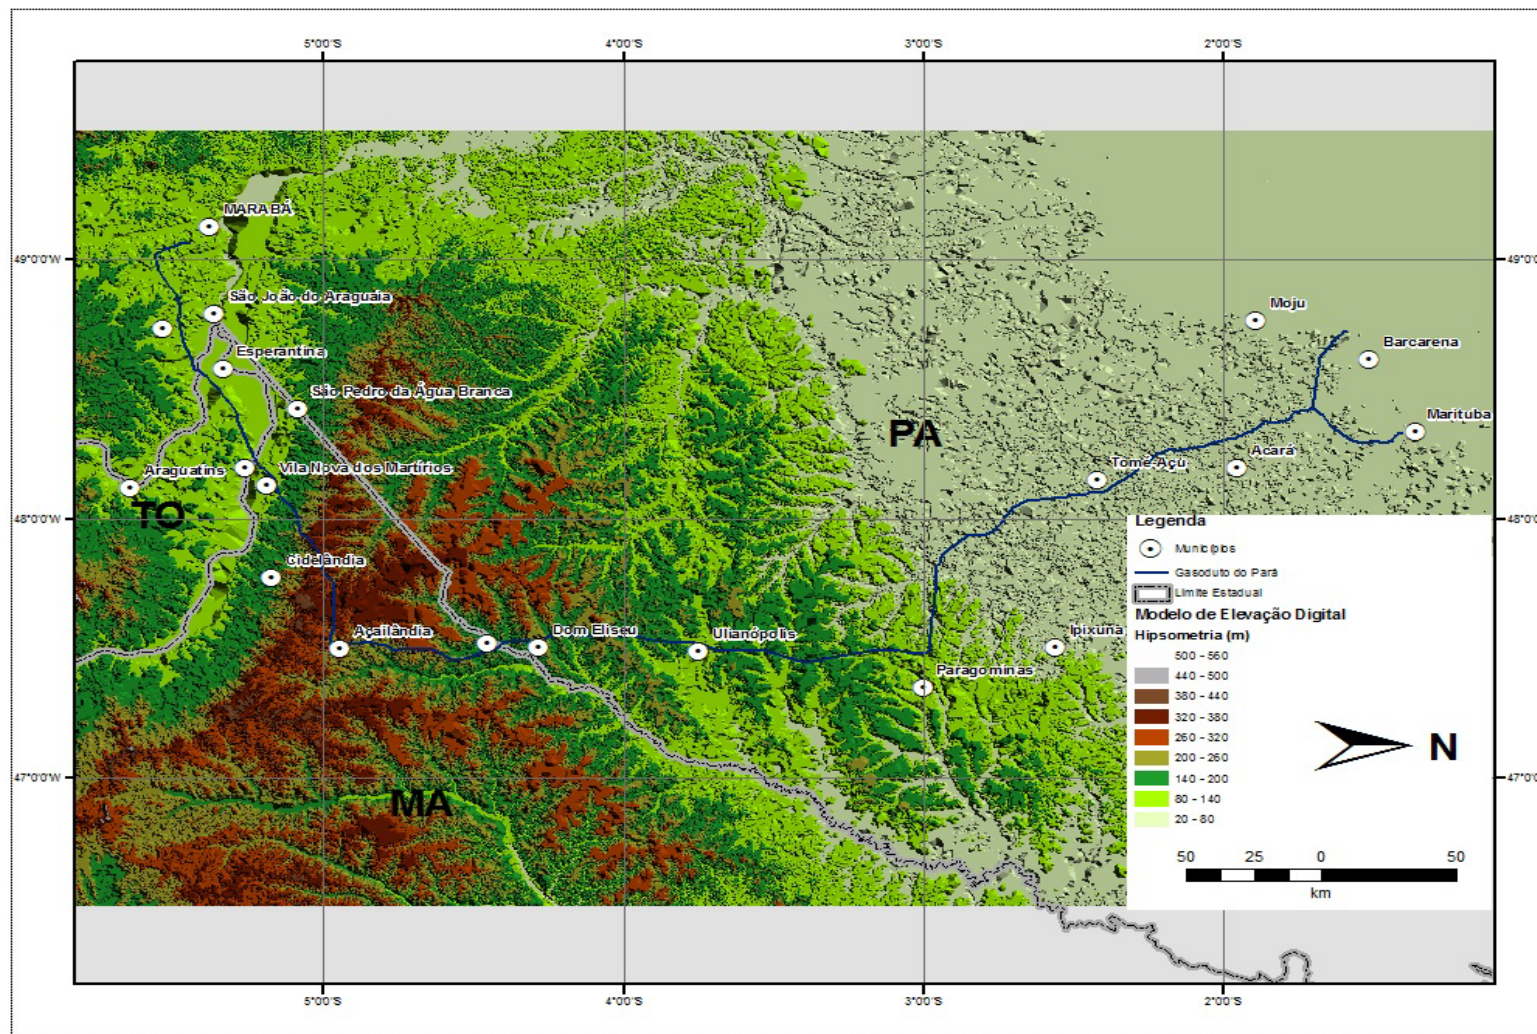 5°0'0"S 4°0'0"S 3°0'0"S 2°0'0"S
MARABÁ
49°0'0"W
São João do Araguaia
Moju
Esperantina
Barcarena
São Pedro da Água Branca
Marituba
PA
Araguatins
Vila Nova dos Martírios
Tomé-Açu
Acará
TO
48°0'0"W
Cidelândia
Açailândia
Dom Eliseu
Ulianópolis
Ipixuna
Paragominas
47°0'0"W
MA
Legenda
Municípios
Gasoduto do Pará
Limite Estadual
Modelo de Elevação Digital
Hipsometria (m)
500 - 560
440 - 500
380 - 440
320 - 380
260 - 320
200 - 260
140 - 200
80 - 140
20 - 80
N
50 25 0 50
km
5°0'0"S 4°0'0"S 3°0'0"S 2°0'0"S